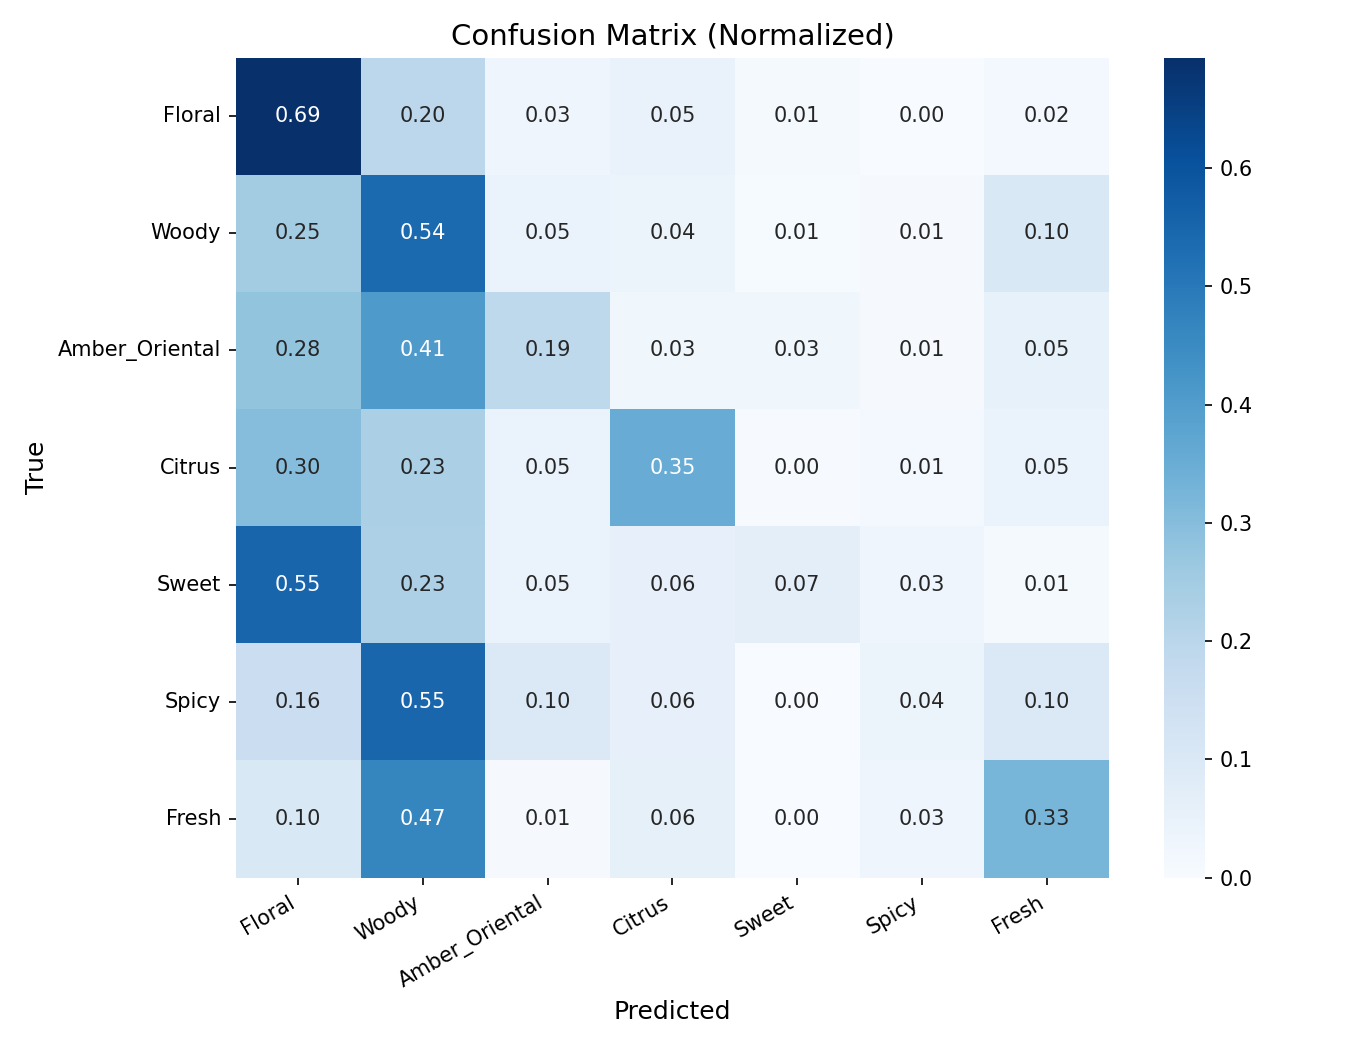 Confusion Matrix (Normalized)
Floral 0.69 0.20 0.03 0.05 0.01 0.00 0.02
Woody 0.25 0.54 0.05 0.04 0.01 0.01 0.10
Amber_Oriental 0.28 0.41 0.19 0.03 0.03 0.01 0.05
Citrus 0.30 0.23 0.05 0.35 0.00 0.01 0.05
Sweet 0.55 0.23 0.05 0.06 0.07 0.03 0.01
Spicy 0.16 0.55 0.10 0.06 0.00 0.04 0.10
Fresh 0.10 0.47 0.01 0.06 0.00 0.03 0.33
True
Floral Woody Amber_Oriental Citrus Sweet Spicy Fresh
Predicted
0.6
0.5
0.4
0.3
0.2
0.1
0.0